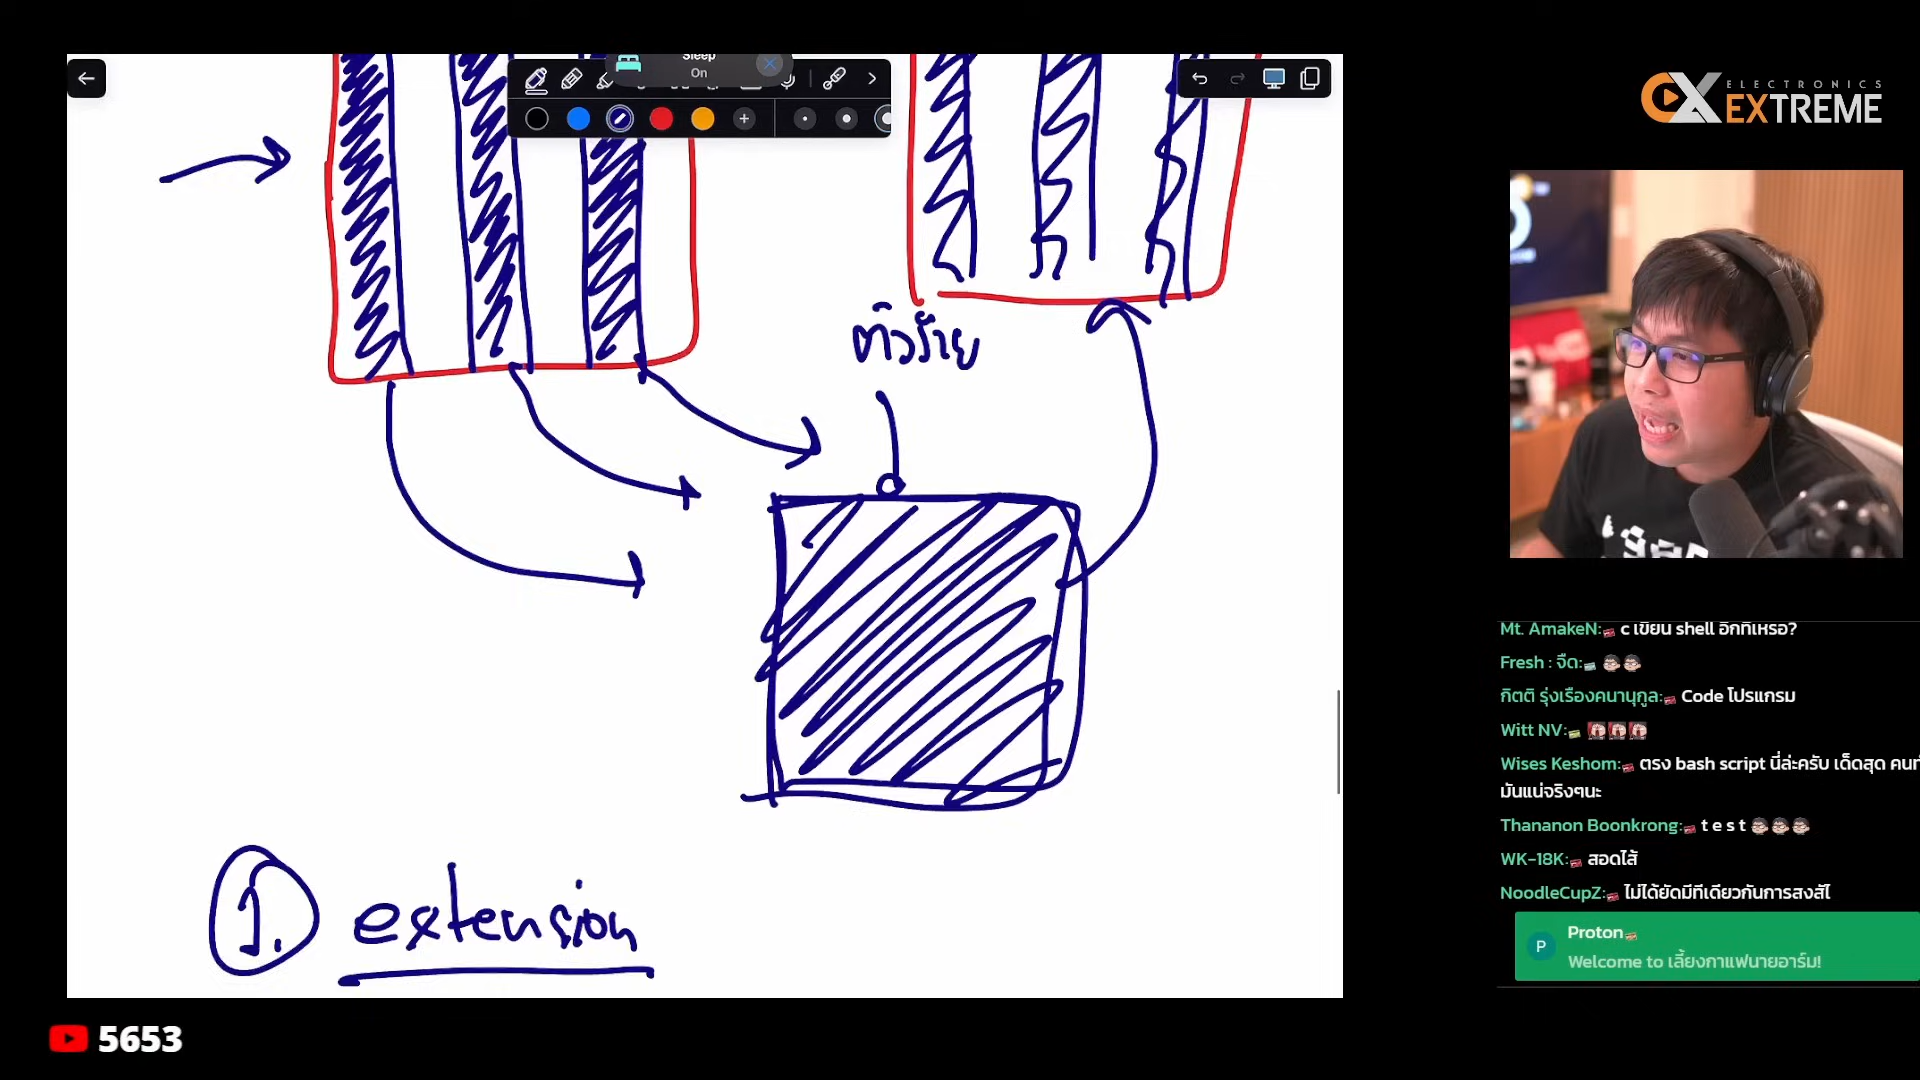 Sleep
On
ELECTRONICS
EXTREME
ตัวร้าย
1. extension
Mt. AmakeN: c เขียน shell อีกทีเหรอ?
Fresh : จืด:
กิตติ รุ่งเรืองคนานุกูล: Code โปรแกรม
Witt NV:
Wises Keshom: ตรง bash script นี่ล่ะครับ เด็ดสุด คนท
มันแน่จริงๆนะ
Thananon Boonkrong: t e s t
WK-18K: สอดไส้
NoodleCupZ: ไม่ได้ยัดมีทีเดียวกันการสงสั
P
Proton
Welcome to เลี้ยงกาแฟนายอาร์ม!
5653